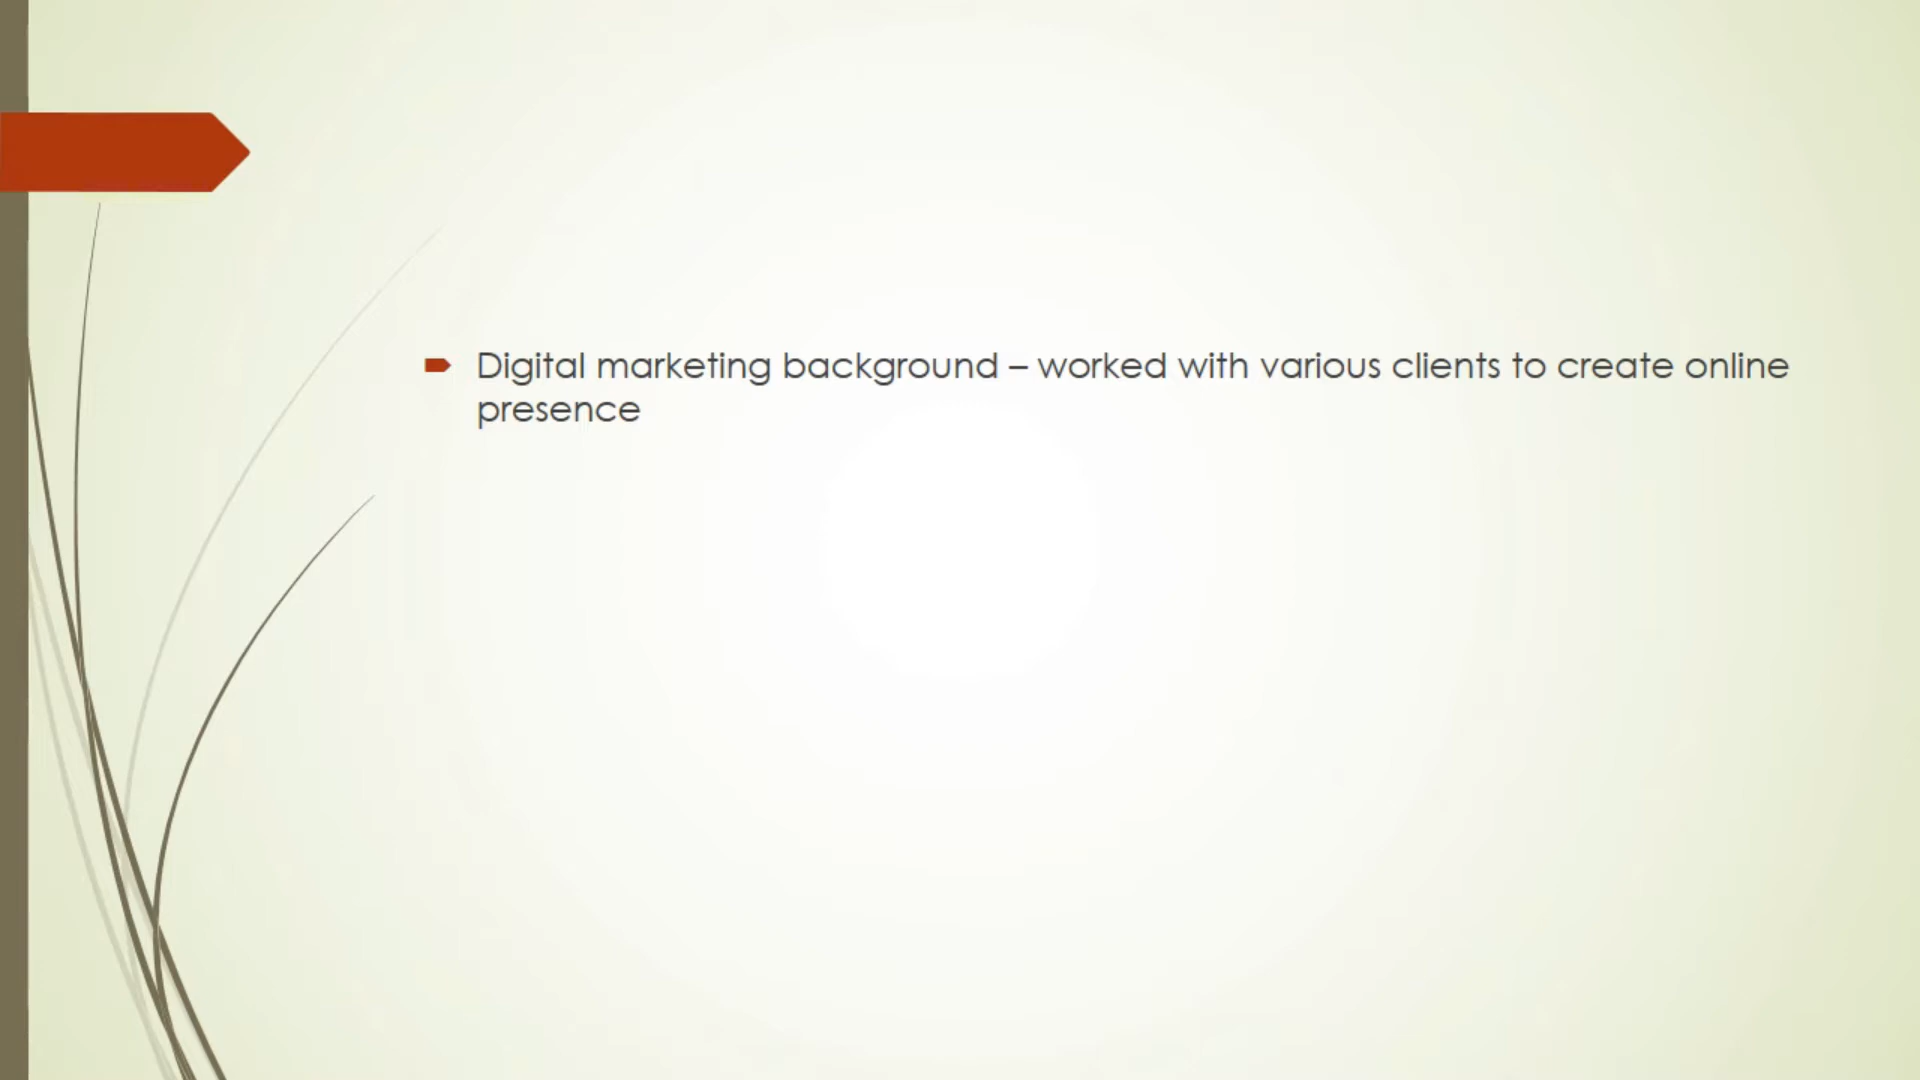 Digital marketing background – worked with various clients to create online
presence